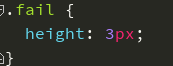 .fail {
  height: 3px;
}